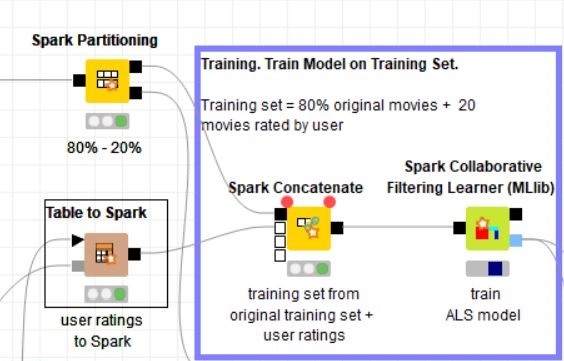 Spark Partitioning
80% - 20%
Table to Spark
user ratings
to Spark
Training. Train Model on Training Set.
Training set = 80% original movies + 20
movies rated by user
Spark Concatenate
training set from
original training set +
user ratings
Spark Collaborative
Filtering Learner (MLlib)
train
ALS model